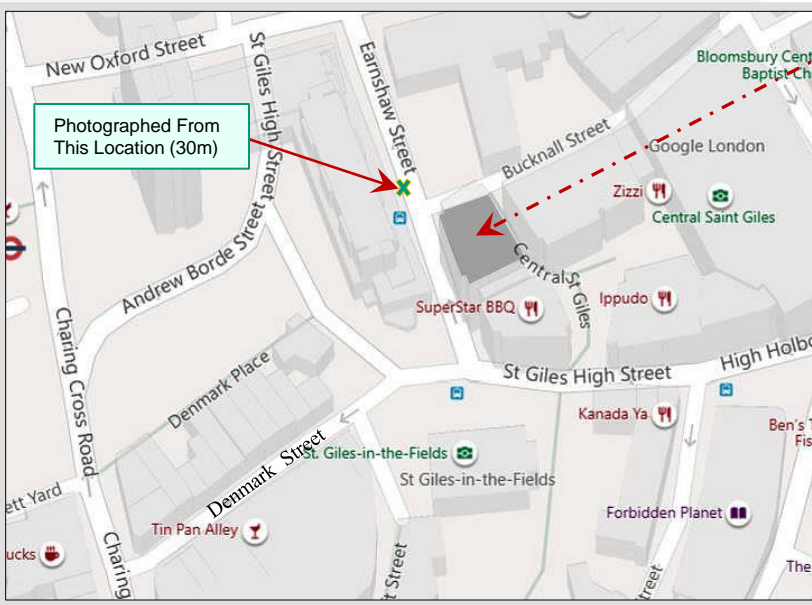 New Oxford Street
St Giles High Street
Earnshaw Street
Bloomsbury Cent
Baptist Ch
Photographed From
This Location (30m)
Bucknall Street
Google London
Zizzi
Central Saint Giles
Andrew Borde Street
Central St Giles
SuperStar BBQ
Ippudo
Charing Cross Road
Denmark Place
St Giles High Street
High Holbo
Kanada Ya
Ben's T
Fis
Denmark Street
St. Giles-in-the-Fields
St Giles-in-the-Fields
ett Yard
Tin Pan Alley
Forbidden Planet
ucks
Charing
t Street
treet
The